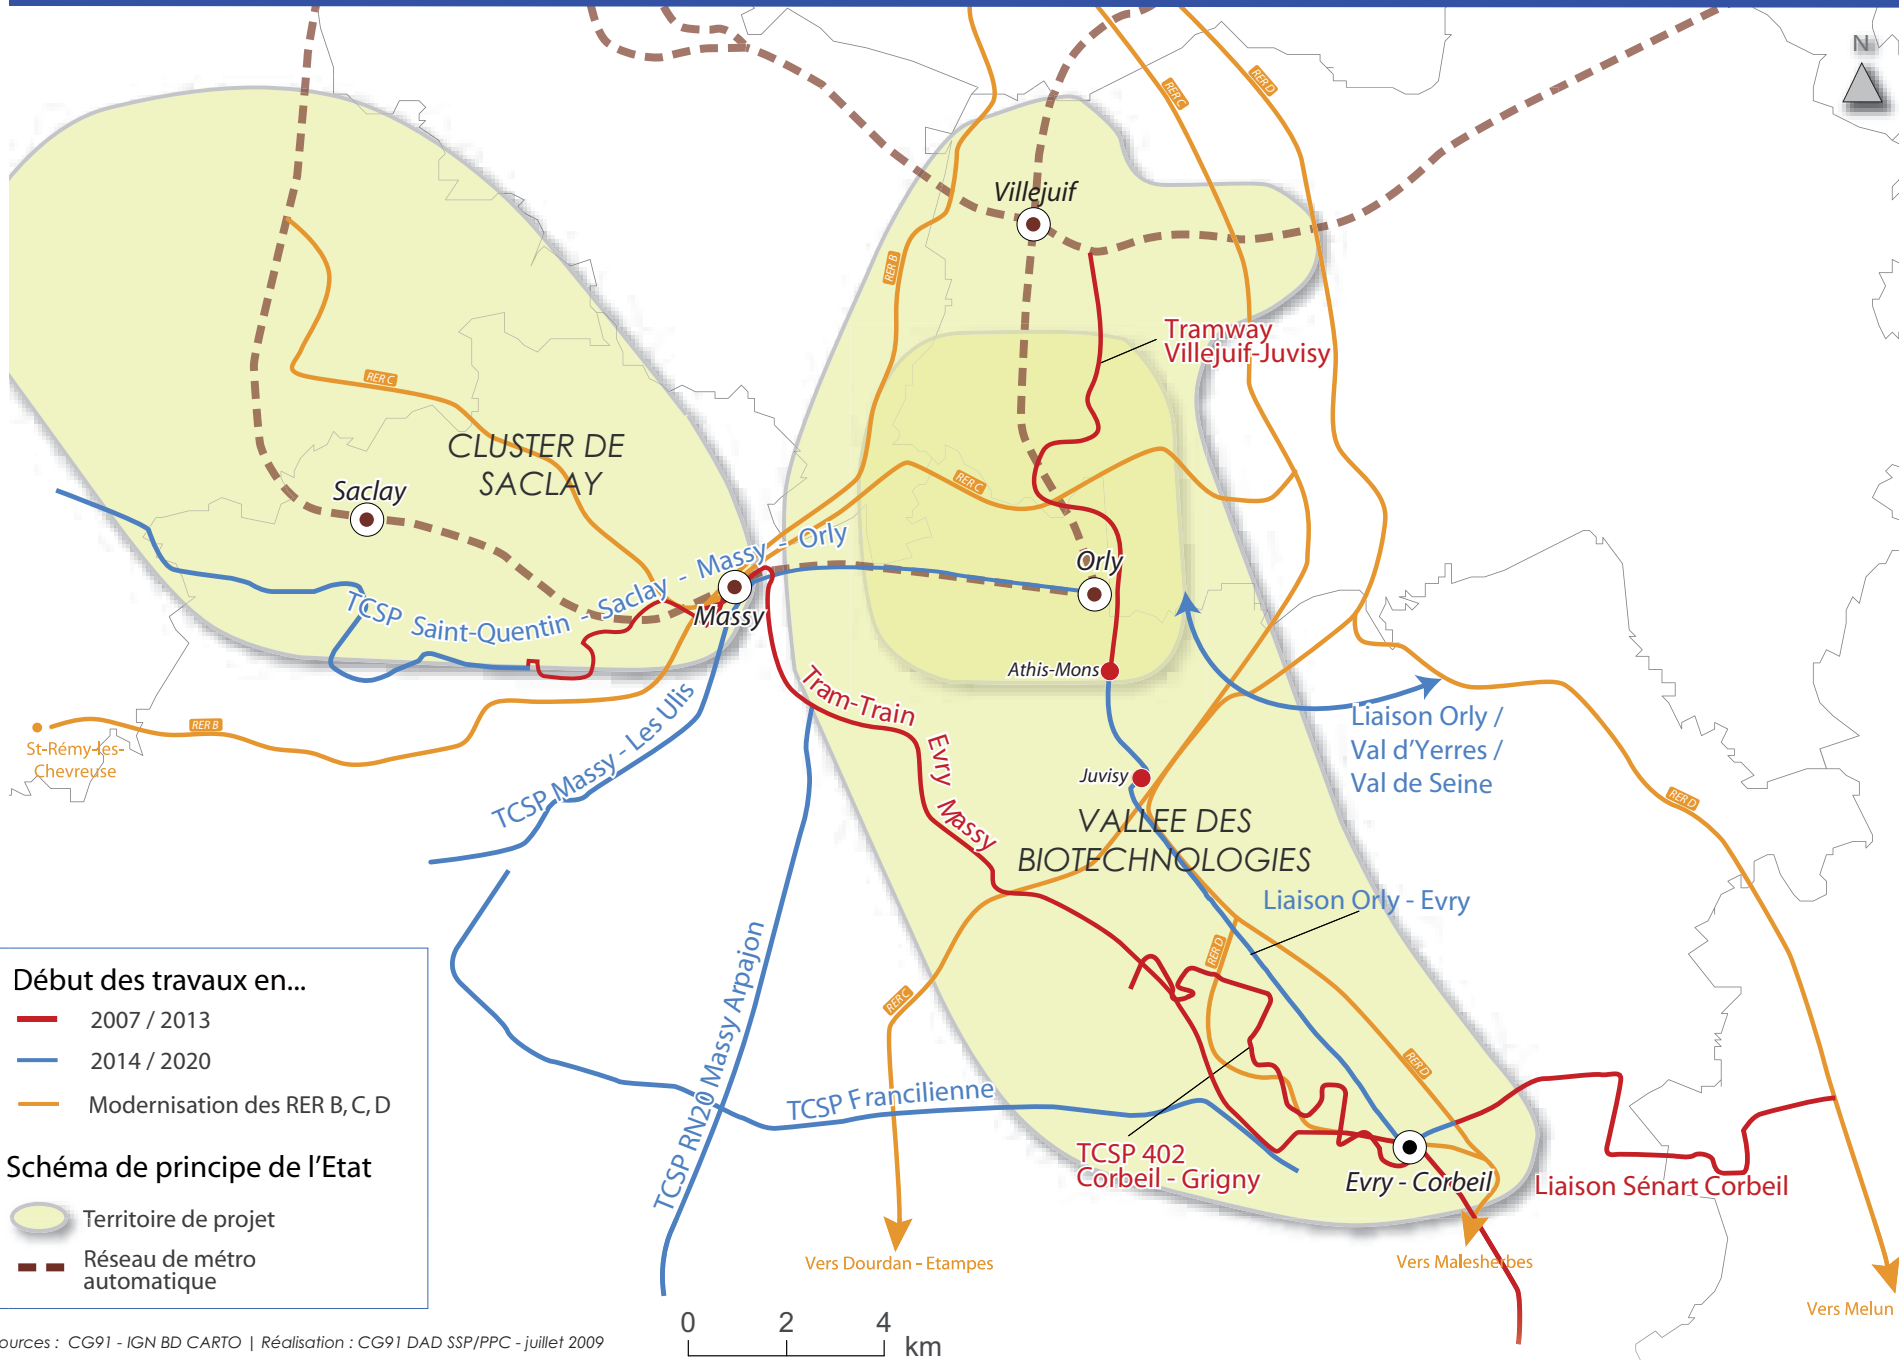 N
RER C
RER D
Villejuif
RER B
Tramway
Villejuif-Juvisy
RER C
CLUSTER DE
SACLAY
Saclay
RER C
TCSP Saint-Quentin - Saclay - Massy - Orly
Orly
Massy
Athis-Mons
Tram-Train Evry Massy
RER B
St-Rémy-les-
Chevreuse
TCSP Massy - Les Ulis
Liaison Orly /
Val d'Yerres /
Val de Seine
Juvisy
RER D
VALLEE DES
BIOTECHNOLOGIES
Liaison Orly - Evry
RER D
RER C
TCSP RN20 Massy Arpajon
RER D
TCSP Francilienne
TCSP 402
Corbeil - Grigny
Evry - Corbeil
Liaison Sénart Corbeil
Vers Dourdan - Etampes
Vers Malesherbes
Vers Melun
Début des travaux en...
2007 / 2013
2014 / 2020
Modernisation des RER B, C, D
Schéma de principe de l'Etat
Territoire de projet
Réseau de métro
automatique
0 2 4
km
ources : CG91 - IGN BD CARTO | Réalisation : CG91 DAD SSP/PPC - juillet 2009